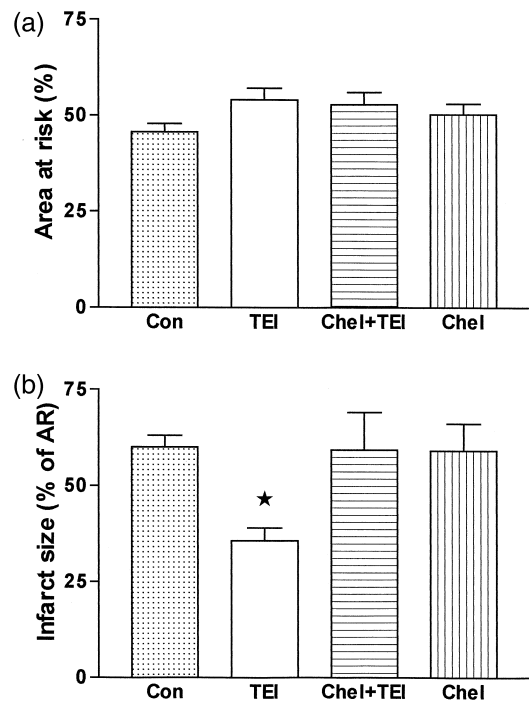 (a)
Area at risk (%)
75
50
25
0
Con TEI Chel+TEI Chel
(b)
Infarct size (% of AR)
75
50
25
0
Con TEI Chel+TEI Chel